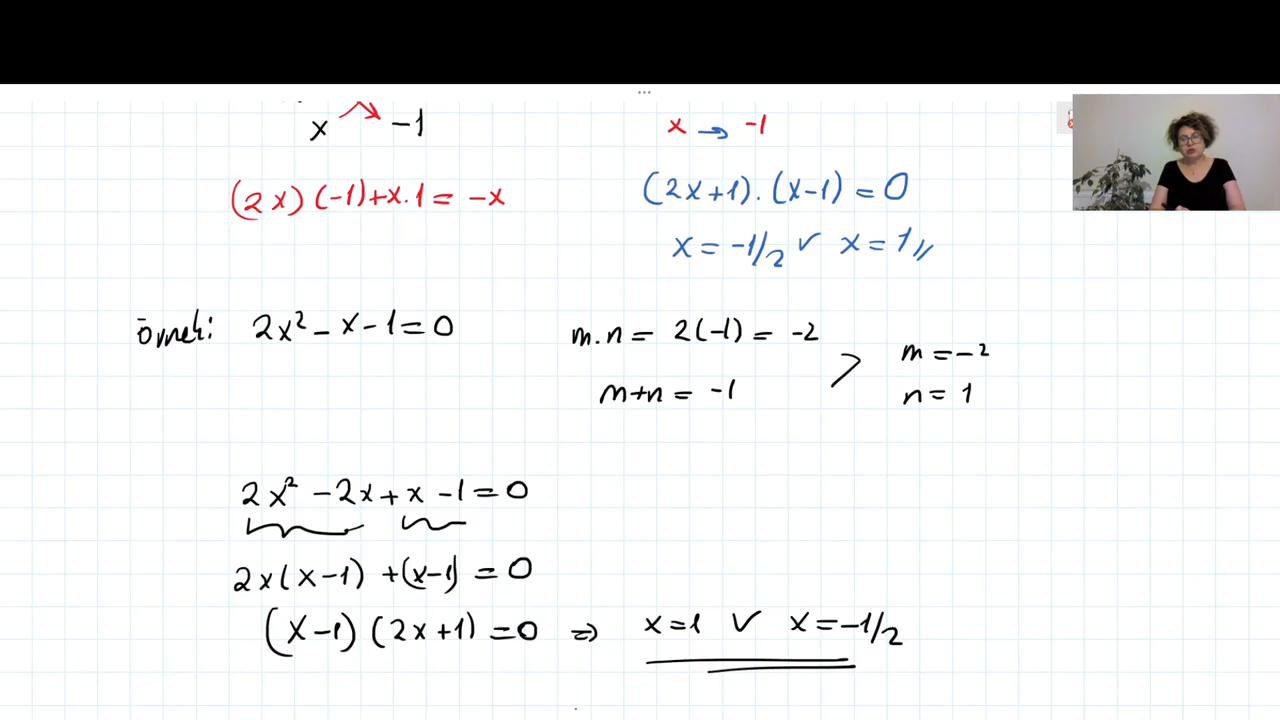 x → -1
x → -1
(2x)(-1)+x.1 = -x
(2x+1).(x-1) = 0
x = -1/2 ∨ x = 1
örnek: 2x² - x - 1 = 0
m.n = 2(-1) = -2
m+n = -1
> m = -2
n = 1
2x² - 2x + x - 1 = 0
2x(x-1) + (x-1) = 0
(x-1)(2x+1) = 0 ⇒ x=1 ∨ x = -1/2